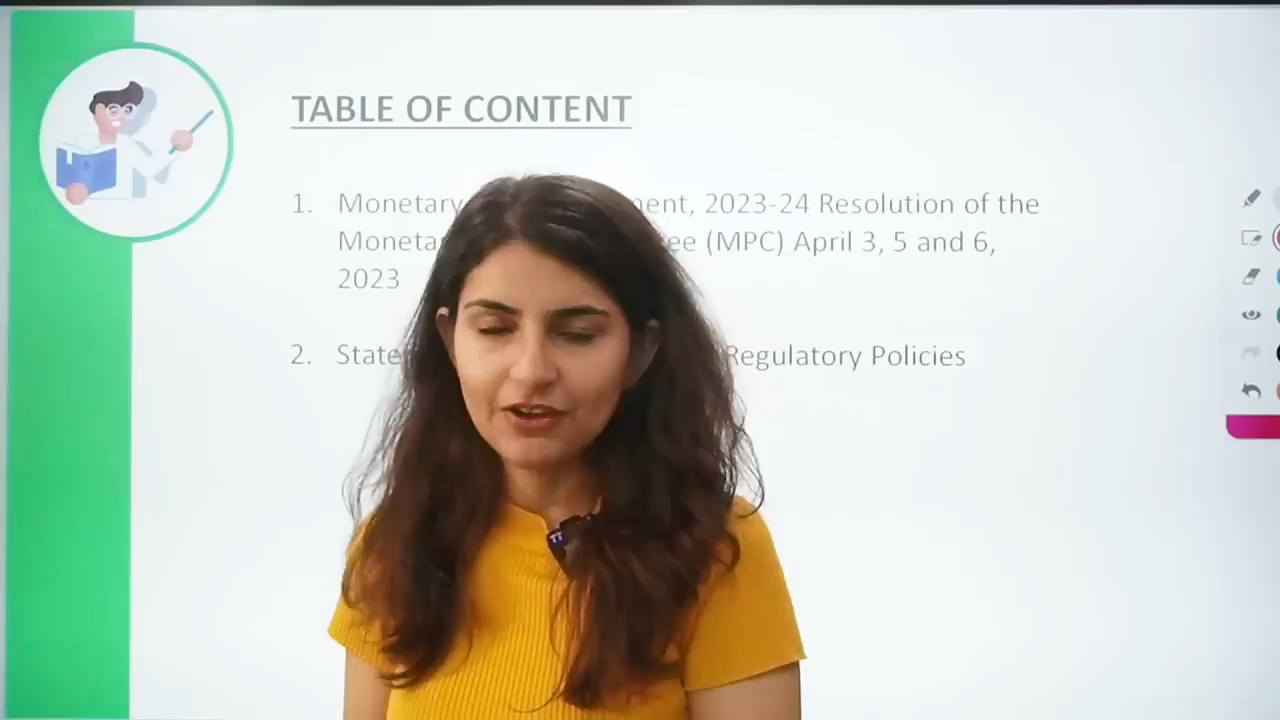 TABLE OF CONTENT
1. Monetary ment, 2023-24 Resolution of the
Moneta ee (MPC) April 3, 5 and 6,
2023
2. State Regulatory Policies